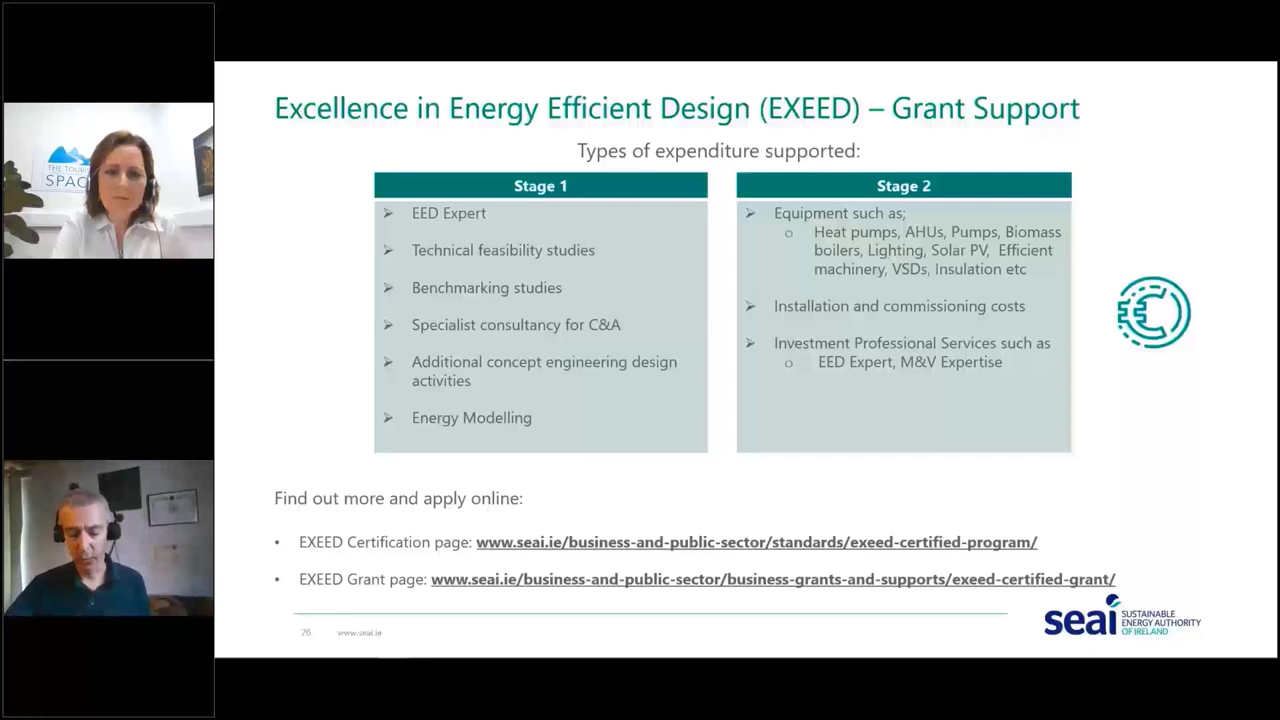 Excellence in Energy Efficient Design (EXEED) – Grant Support
Types of expenditure supported:
Stage 1
EED Expert
Technical feasibility studies
Benchmarking studies
Specialist consultancy for C&A
Additional concept engineering design
activities
Energy Modelling
Stage 2
Equipment such as;
Heat pumps, AHUs, Pumps, Biomass
boilers, Lighting, Solar PV, Efficient
machinery, VSDs, Insulation etc
Installation and commissioning costs
Investment Professional Services such as
EED Expert, M&V Expertise
Find out more and apply online:
• EXEED Certification page: www.seai.ie/business-and-public-sector/standards/exeed-certified-program/
• EXEED Grant page: www.seai.ie/business-and-public-sector/business-grants-and-supports/exeed-certified-grant/
26 www.seai.ie
seai
SUSTAINABLE
ENERGY AUTHORITY
OF IRELAND
THE TOURI
SPAC